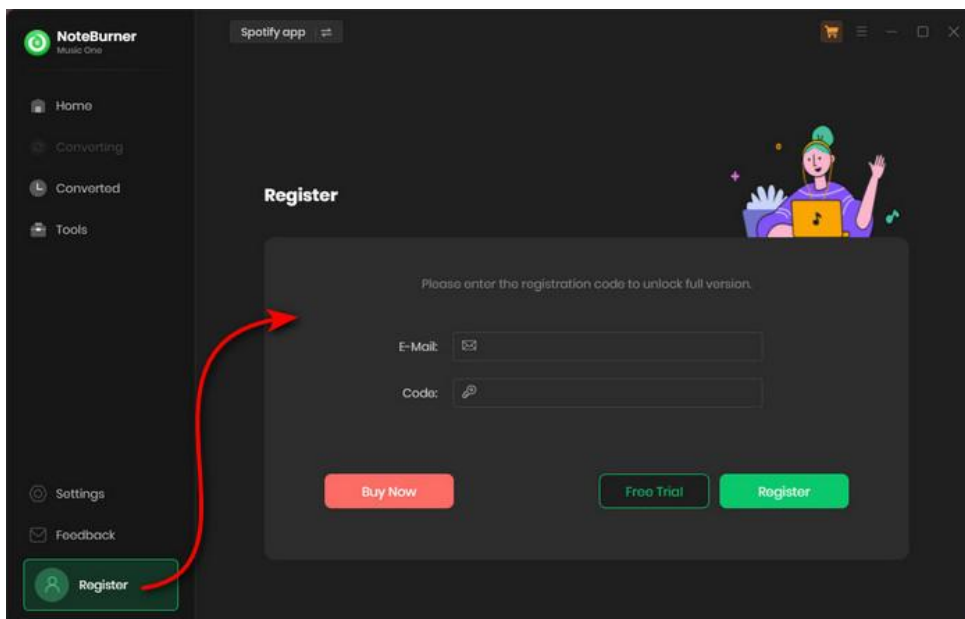 NoteBurner
Music One
Spotify app
Home
Converting
Converted
Tools
Register
Please enter the registration code to unlock full version.
E-Mail:
Code:
Buy Now
Free Trial
Register
Settings
Feedback
Register